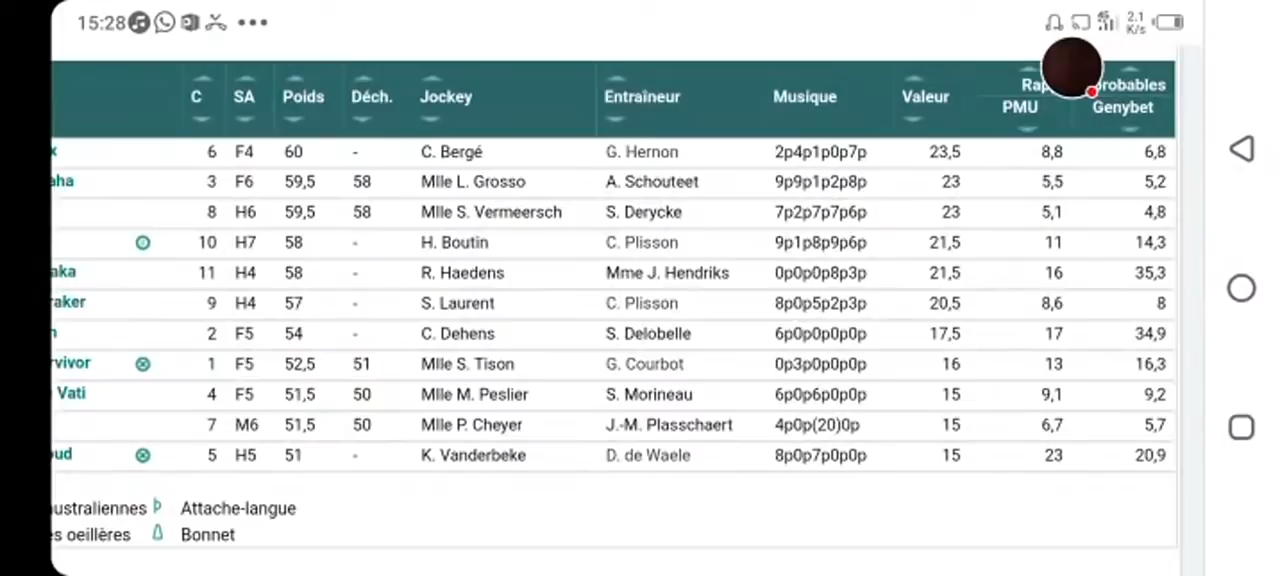 15:28 ••• 4G 2.1 K/s
C SA Poids Déch. Jockey Entraîneur Musique Valeur Rap probables
PMU Genybet
x 6 F4 60 - C. Bergé G. Hernon 2p4p1p0p7p 23,5 8,8 6,8
aha 3 F6 59,5 58 Mlle L. Grosso A. Schouteet 9p9p1p2p8p 23 5,5 5,2
8 H6 59,5 58 Mlle S. Vermeersch S. Derycke 7p2p7p7p6p 23 5,1 4,8
10 H7 58 - H. Boutin C. Plisson 9p1p8p9p6p 21,5 11 14,3
aka 11 H4 58 - R. Haedens Mme J. Hendriks 0p0p0p8p3p 21,5 16 35,3
raker 9 H4 57 - S. Laurent C. Plisson 8p0p5p2p3p 20,5 8,6 8
n 2 F5 54 - C. Dehens S. Delobelle 6p0p0p0p0p 17,5 17 34,9
rvivor 1 F5 52,5 51 Mlle S. Tison G. Courbot 0p3p0p0p0p 16 13 16,3
Vati 4 F5 51,5 50 Mlle M. Peslier S. Morineau 6p0p6p0p0p 15 9,1 9,2
7 M6 51,5 50 Mlle P. Cheyer J.-M. Plasschaert 4p0p(20)0p 15 6,7 5,7
oud 5 H5 51 - K. Vanderbeke D. de Waele 8p0p7p0p0p 15 23 20,9
australiennes Attache-langue
es oeillères Bonnet